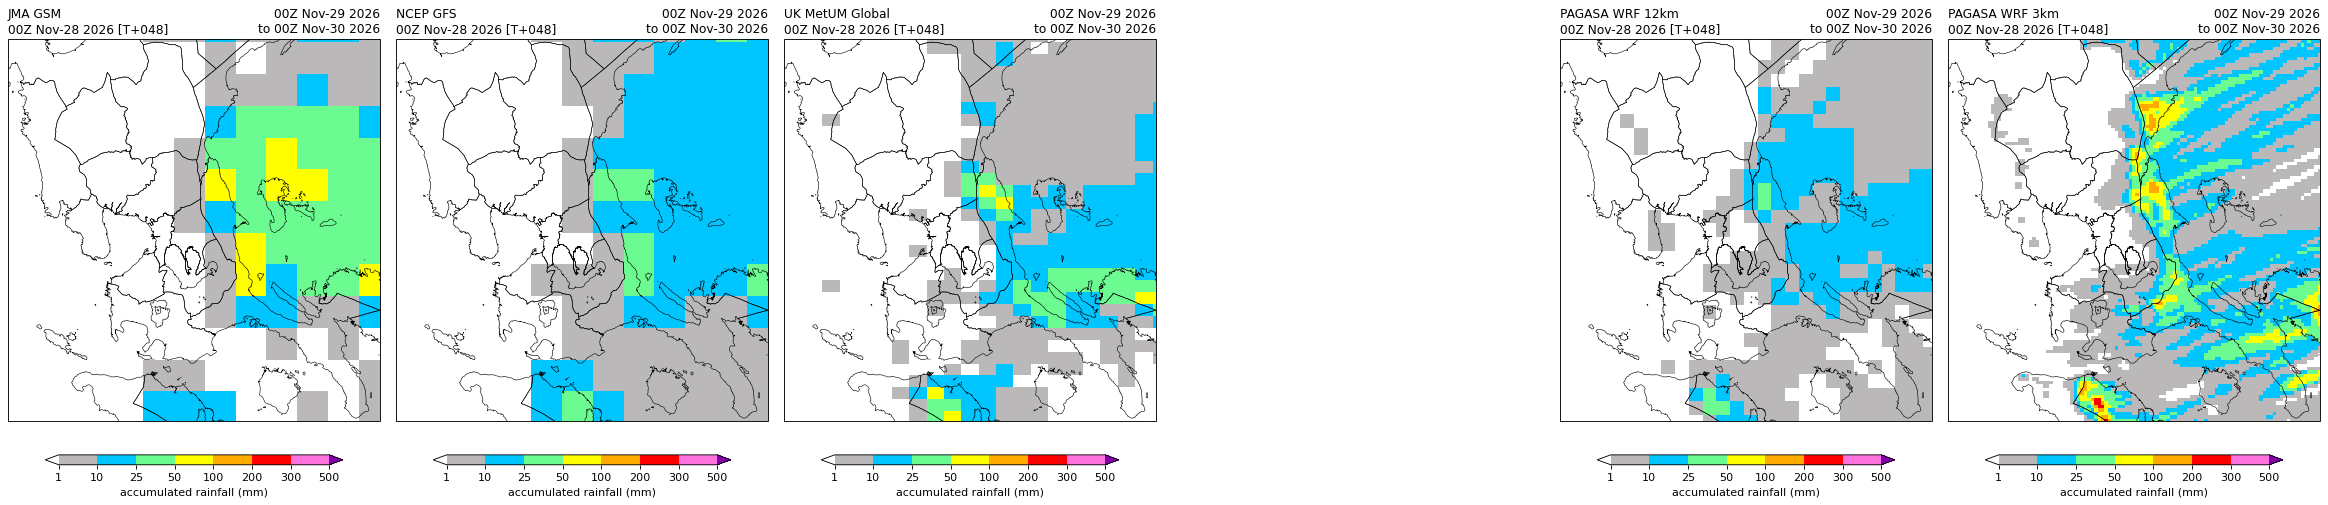 JMA GSM
00Z Nov-28 2026 [T+048]
00Z Nov-29 2026
to 00Z Nov-30 2026
NCEP GFS
00Z Nov-28 2026 [T+048]
00Z Nov-29 2026
to 00Z Nov-30 2026
UK MetUM Global
00Z Nov-28 2026 [T+048]
00Z Nov-29 2026
to 00Z Nov-30 2026
PAGASA WRF 12km
00Z Nov-28 2026 [T+048]
00Z Nov-29 2026
to 00Z Nov-30 2026
PAGASA WRF 3km
00Z Nov-28 2026 [T+048]
00Z Nov-29 2026
to 00Z Nov-30 2026
1 10 25 50 100 200 300 500
accumulated rainfall (mm)
1 10 25 50 100 200 300 500
accumulated rainfall (mm)
1 10 25 50 100 200 300 500
accumulated rainfall (mm)
1 10 25 50 100 200 300 500
accumulated rainfall (mm)
1 10 25 50 100 200 300 500
accumulated rainfall (mm)